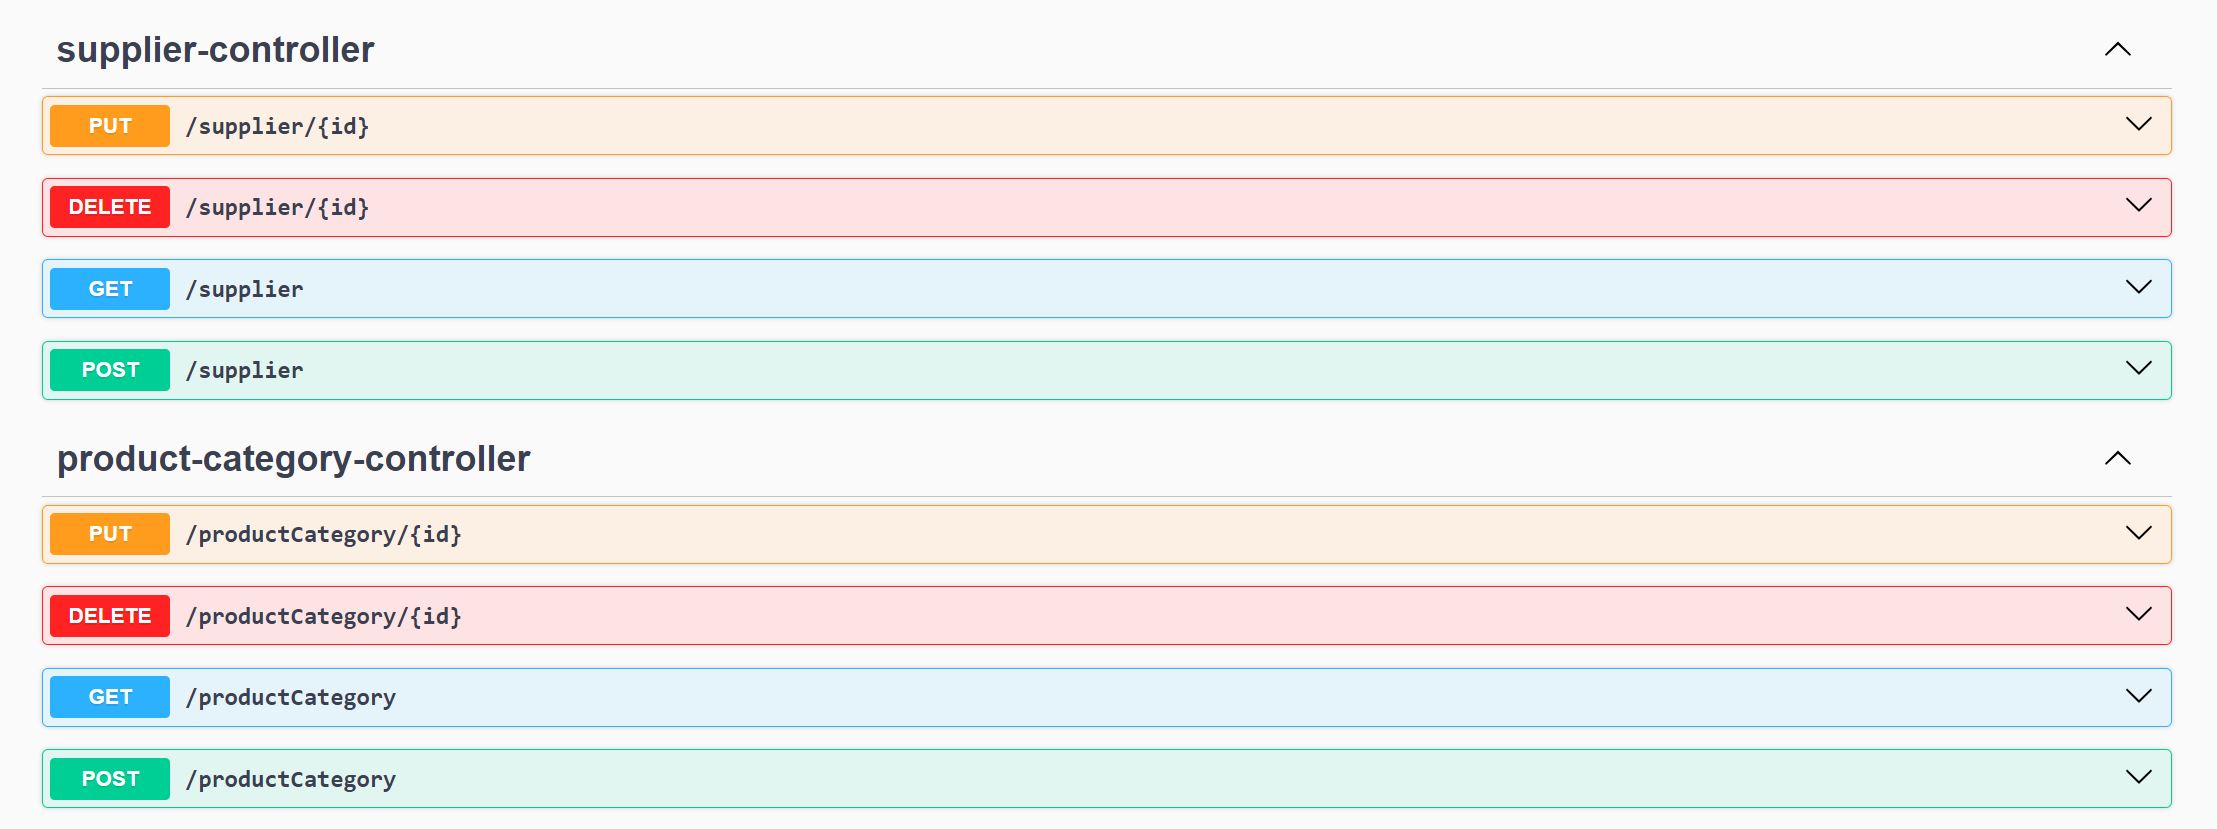 supplier-controller
PUT /supplier/{id}
DELETE /supplier/{id}
GET /supplier
POST /supplier
product-category-controller
PUT /productCategory/{id}
DELETE /productCategory/{id}
GET /productCategory
POST /productCategory